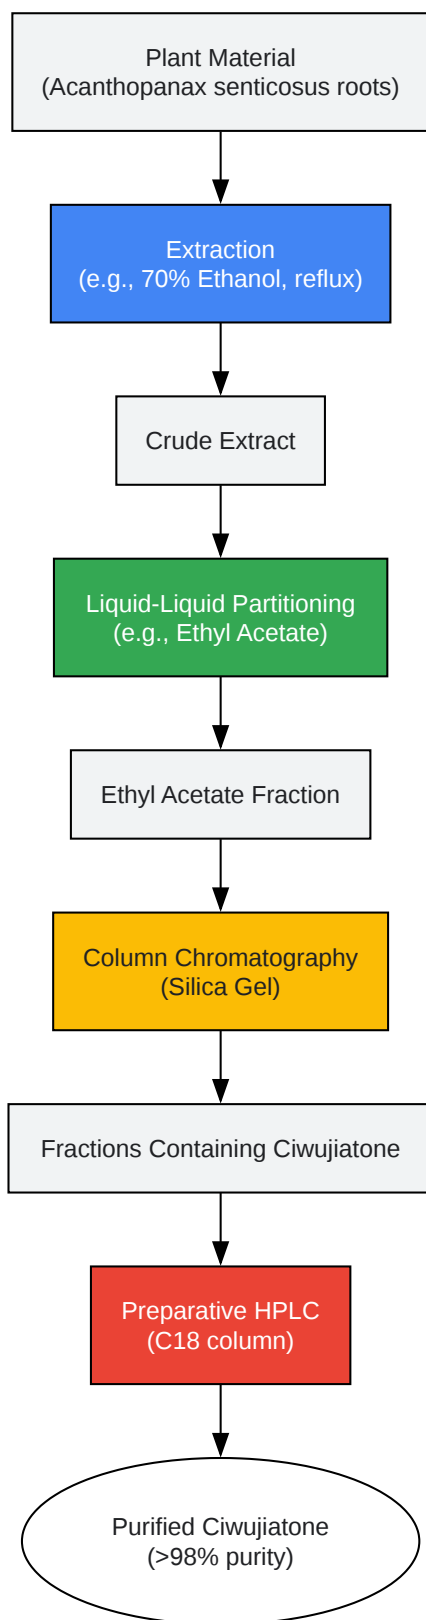 Plant Material
(Acanthopanax senticosus roots)
Extraction
(e.g., 70% Ethanol, reflux)
Crude Extract
Liquid-Liquid Partitioning
(e.g., Ethyl Acetate)
Ethyl Acetate Fraction
Column Chromatography
(Silica Gel)
Fractions Containing Ciwujiatone
Preparative HPLC
(C18 column)
Purified Ciwujiatone
(>98% purity)